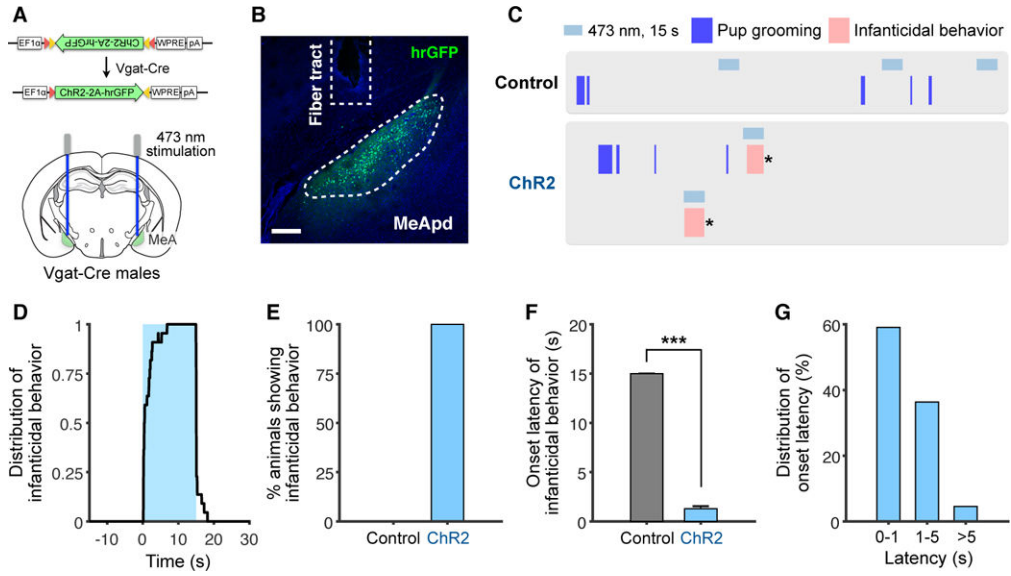 A
EF1α
ChR2-2A-hrGFP
WPRE
pA
Vgat-Cre
EF1α
ChR2-2A-hrGFP
WPRE
pA
473 nm
stimulation
MeA
Vgat-Cre males
B
hrGFP
Fiber tract
MeApd
C
473 nm, 15 s
Pup grooming
Infanticidal behavior
Control
ChR2
*
*
D
Distribution of
infanticidal behavior
1
0.75
0.5
0.25
0
-10
0
10
20
30
Time (s)
E
% animals showing
infanticidal behavior
100
75
50
25
0
Control
ChR2
F
Onset latency of
infanticidal behavior (s)
20
15
10
5
0
***
Control
ChR2
G
Distribution of
onset latency (%)
60
40
20
0
0-1
1-5
>5
Latency (s)